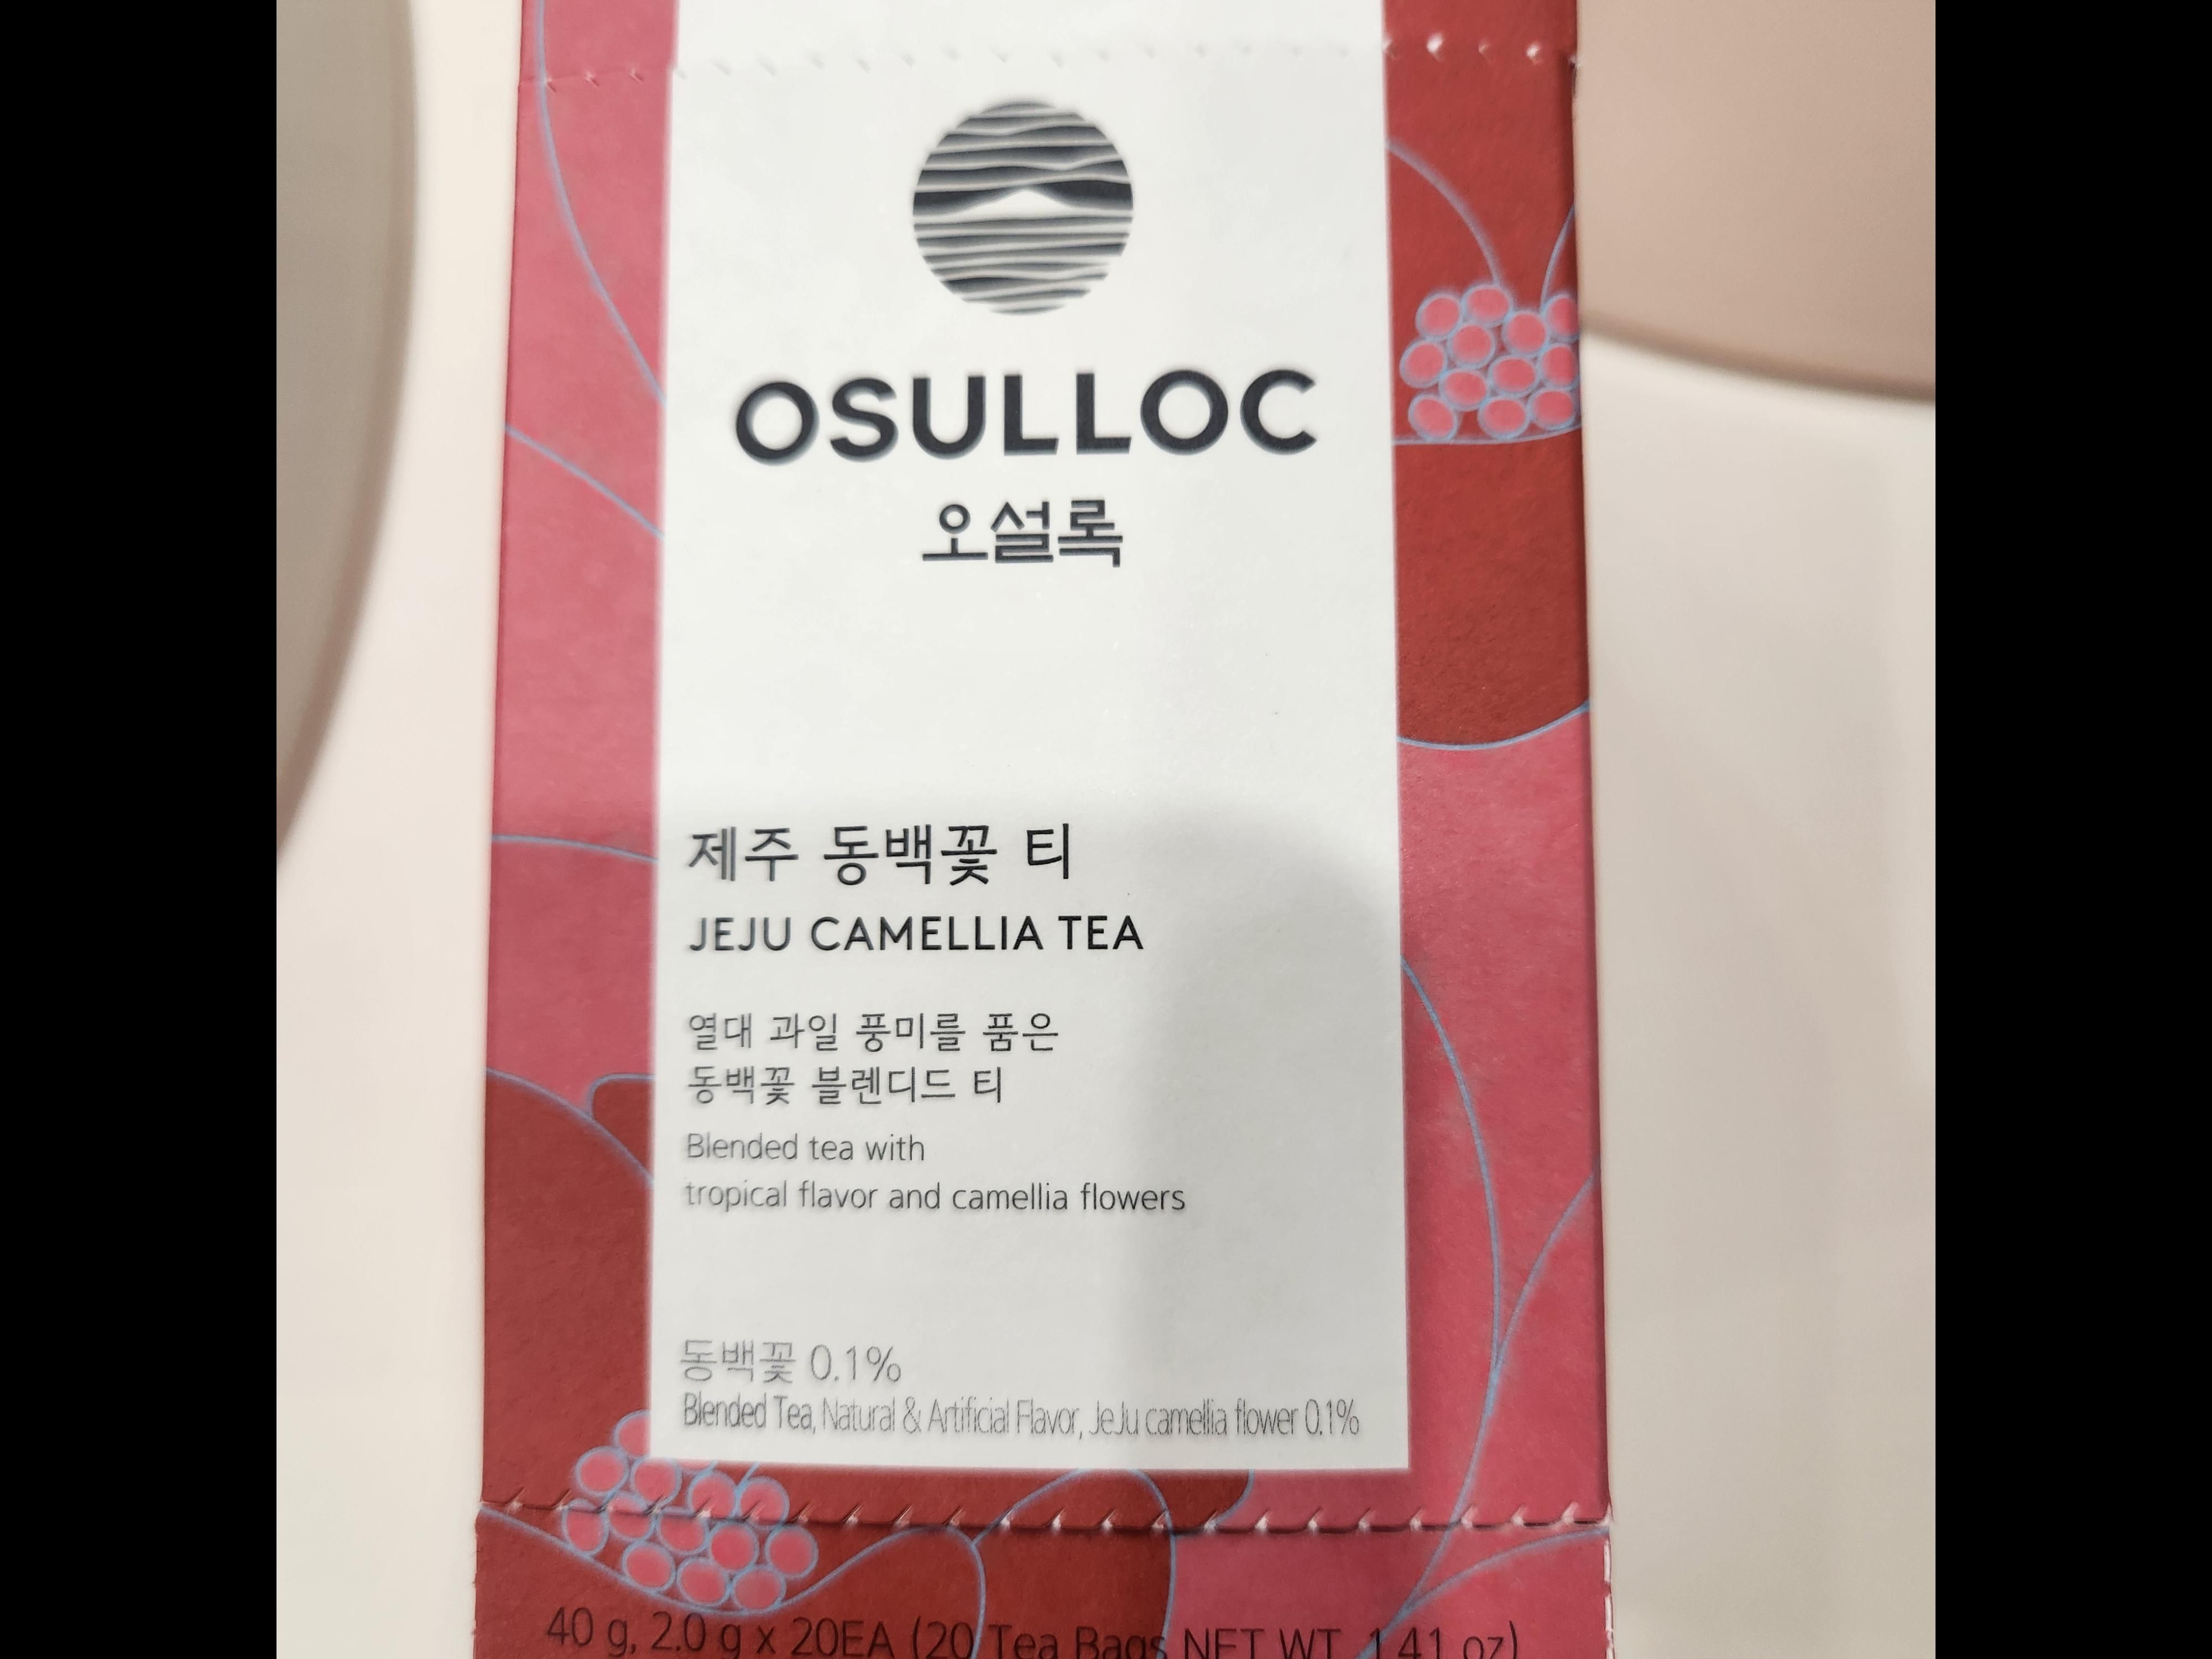 OSULLOC
오설록
제주 동백꽃 티
JEJU CAMELLIA TEA
열대 과일 풍미를 품은
동백꽃 블렌디드 티
Blended tea with
tropical flavor and camellia flowers
동백꽃 0.1%
Blended Tea, Natural & Artificial Flavor, JeJu camellia flower 0.1%
40 g, 2.0 g x 20EA (20 Tea Bags NET WT. 1.41 oz)